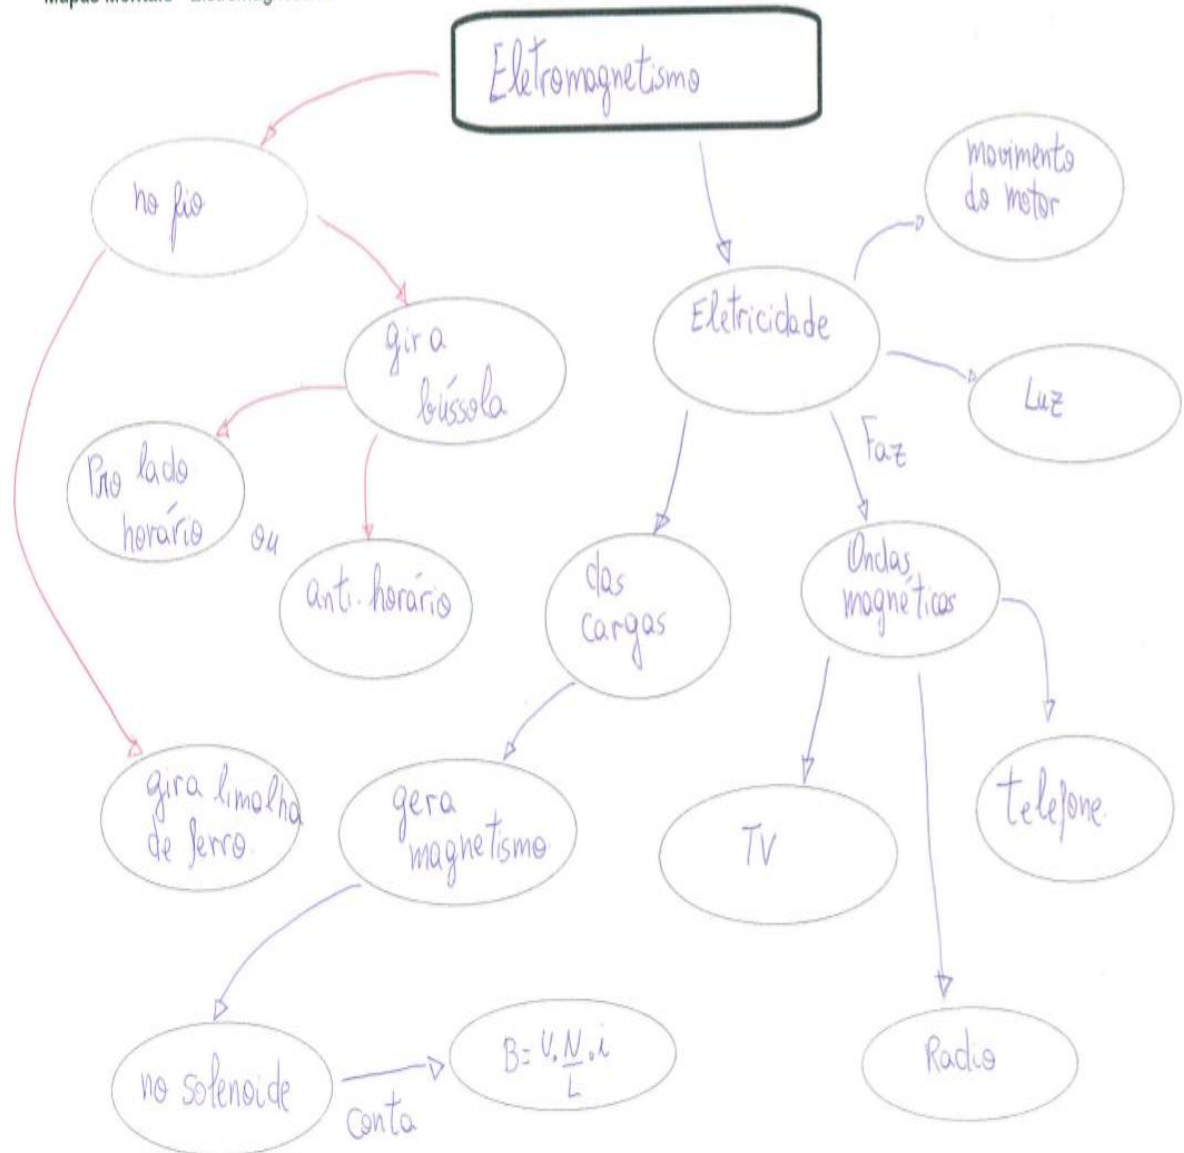 Eletromagnetismo
no fio
movimento
do motor
gira
bússola
Eletricidade
Luz
Faz
Pro lado
horário
ou
anti-horário
das
cargas
Ondas
magnéticas
gira limalha
de ferro.
gera
magnetismo
TV
telefone.
no solenoide
conta
B= U.N.i
L
Radio